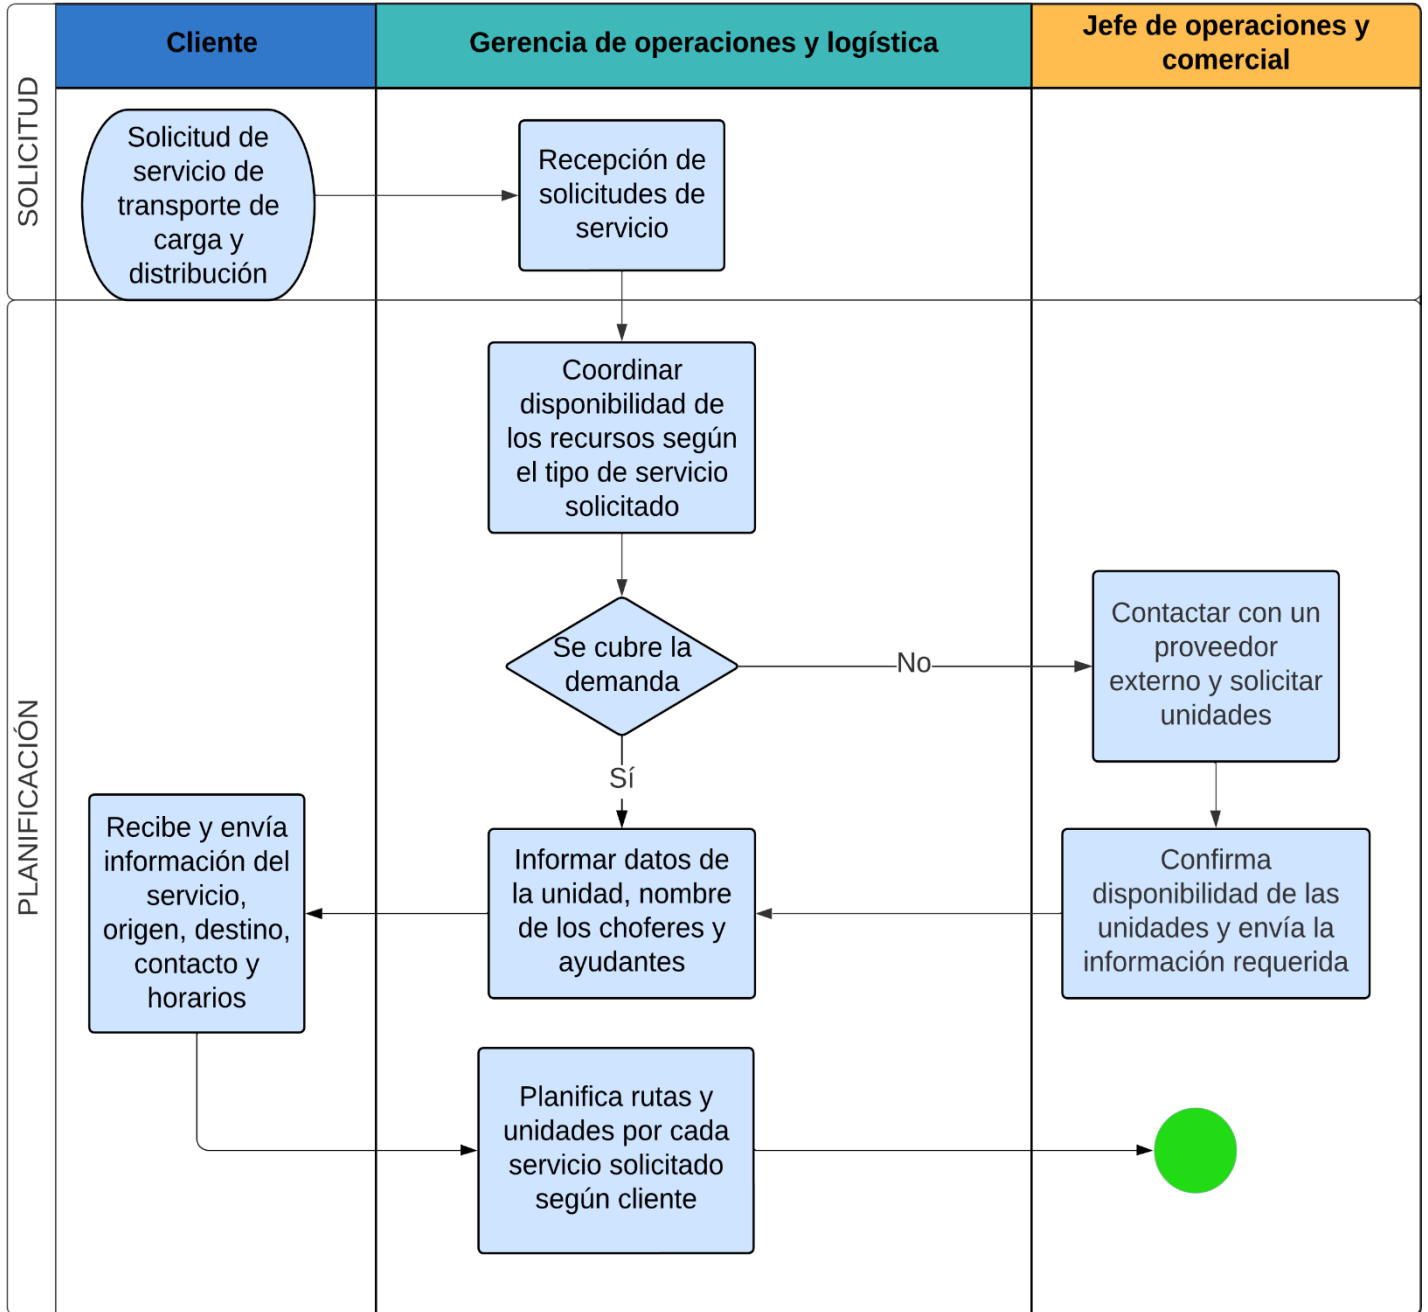 Cliente
Gerencia de operaciones y logística
Jefe de operaciones y
comercial
SOLICITUD
Solicitud de
servicio de
transporte de
carga y
distribución
Recepción de
solicitudes de
servicio
PLANIFICACIÓN
Coordinar
disponibilidad de
los recursos según
el tipo de servicio
solicitado
Se cubre la
demanda
No
Contactar con un
proveedor
externo y solicitar
unidades
Sí
Recibe y envía
información del
servicio,
origen, destino,
contacto y
horarios
Informar datos de
la unidad, nombre
de los choferes y
ayudantes
Confirma
disponibilidad de las
unidades y envía la
información requerida
Planifica rutas y
unidades por cada
servicio solicitado
según cliente